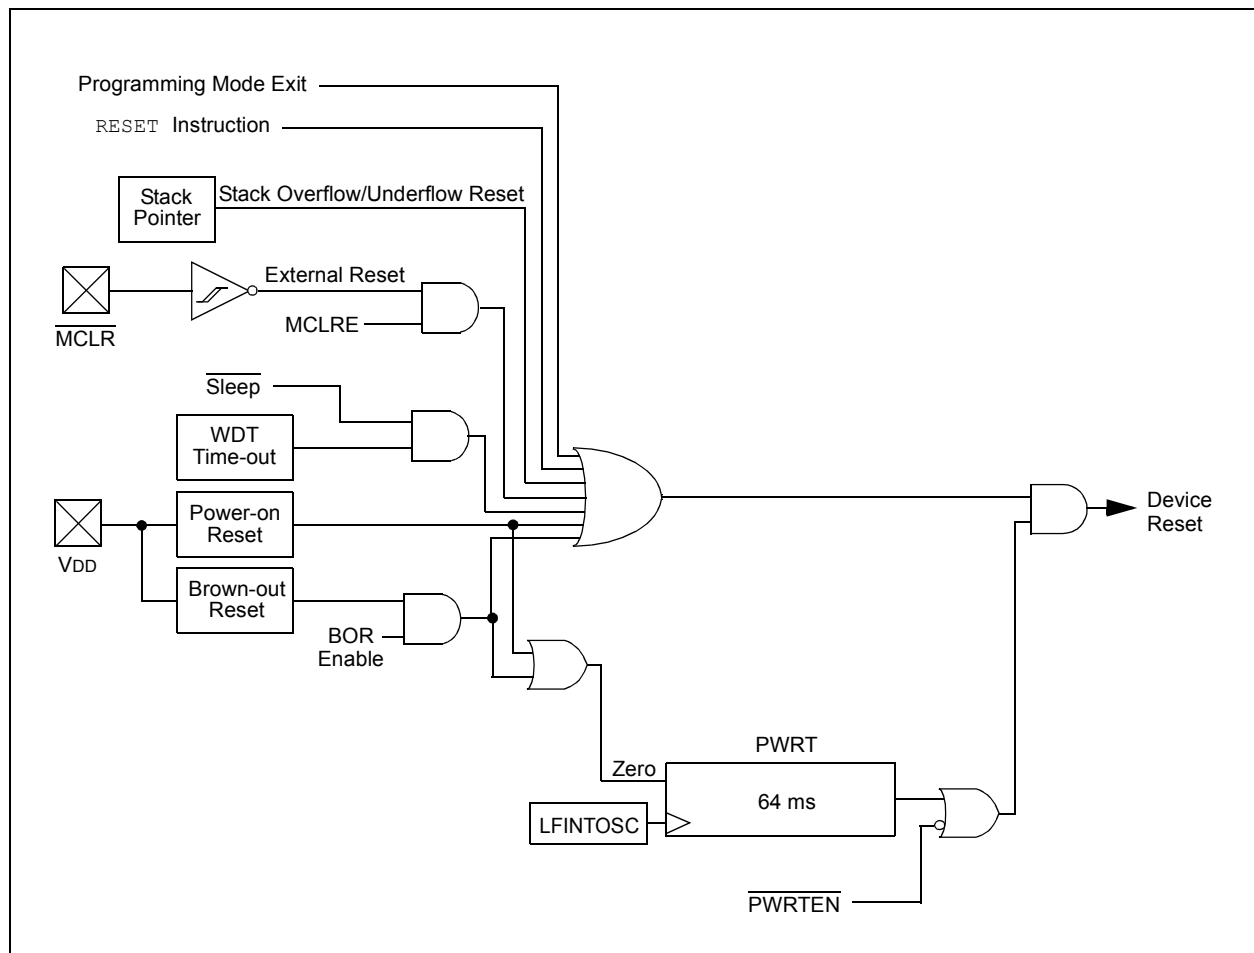 Programming Mode Exit
RESET Instruction
Stack
Pointer
Stack Overflow/Underflow Reset
External Reset
MCLRE
MCLR
Sleep
WDT
Time-out
Power-on
Reset
VDD
Brown-out
Reset
BOR
Enable
Device
Reset
PWRT
Zero
64 ms
LFINTOSC
PWRTEN